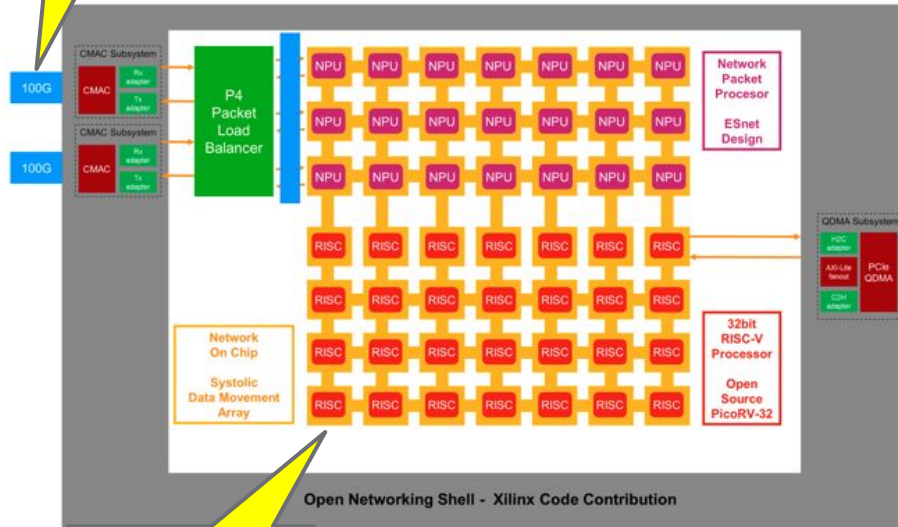 CMAC Subsystem
100G
CMAC
Rx
adapter
Tx
adapter
CMAC Subsystem
100G
CMAC
Rx
adapter
Tx
adapter
P4
Packet
Load
Balancer
NPU NPU NPU NPU NPU NPU NPU
NPU NPU NPU NPU NPU NPU NPU
NPU NPU NPU NPU NPU NPU NPU
RISC RISC RISC RISC RISC RISC RISC
RISC RISC RISC RISC RISC RISC RISC
RISC RISC RISC RISC RISC RISC RISC
RISC RISC RISC RISC RISC RISC RISC
Network
Packet
Procesor
ESnet
Design
QDMA Subsystem
H2C
adapter
AXI-Lite
fanout
C2H
adapter
PCIe
QDMA
Network
On Chip
Systolic
Data Movement
Array
32bit
RISC-V
Processor
Open
Source
PicoRV-32
Open Networking Shell - Xilinx Code Contribution